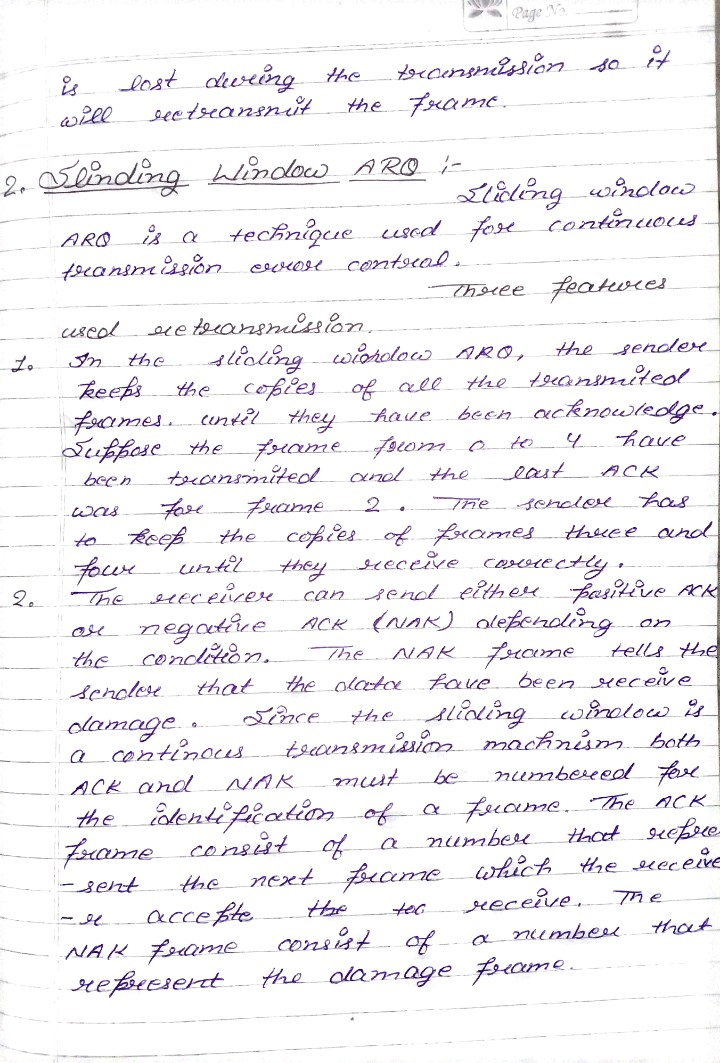 Page No.
is lost during the transmission so it
will retransmit the frame.
2. Slinding Window ARQ :-
Sliding window
ARQ is a technique used for continuous
transmission error control.
Three features
used retransmission.
1. In the sliding window ARQ, the sender
keeps the copies of all the transmited
frames. until they have been acknowledge.
Suppose the frame from 0 to 4 have
been transmited and the last ACK
was for frame 2. The sender has
to keep the copies of frames three and
four until they receive correctly.
2. The receiver can send either positive ACK
or negative ACK (NAK) depending on
the condition. The NAK frame tells the
sender that the data have been receive
damage. Since the sliding window is
a continous transmission machnism both
ACK and NAK must be numbered for
the identification of a frame. The ACK
frame consist of a number that repre
-sent the next frame which the receive
-r accepte the to receive. The
NAK frame consist of a number that
represent the damage frame.